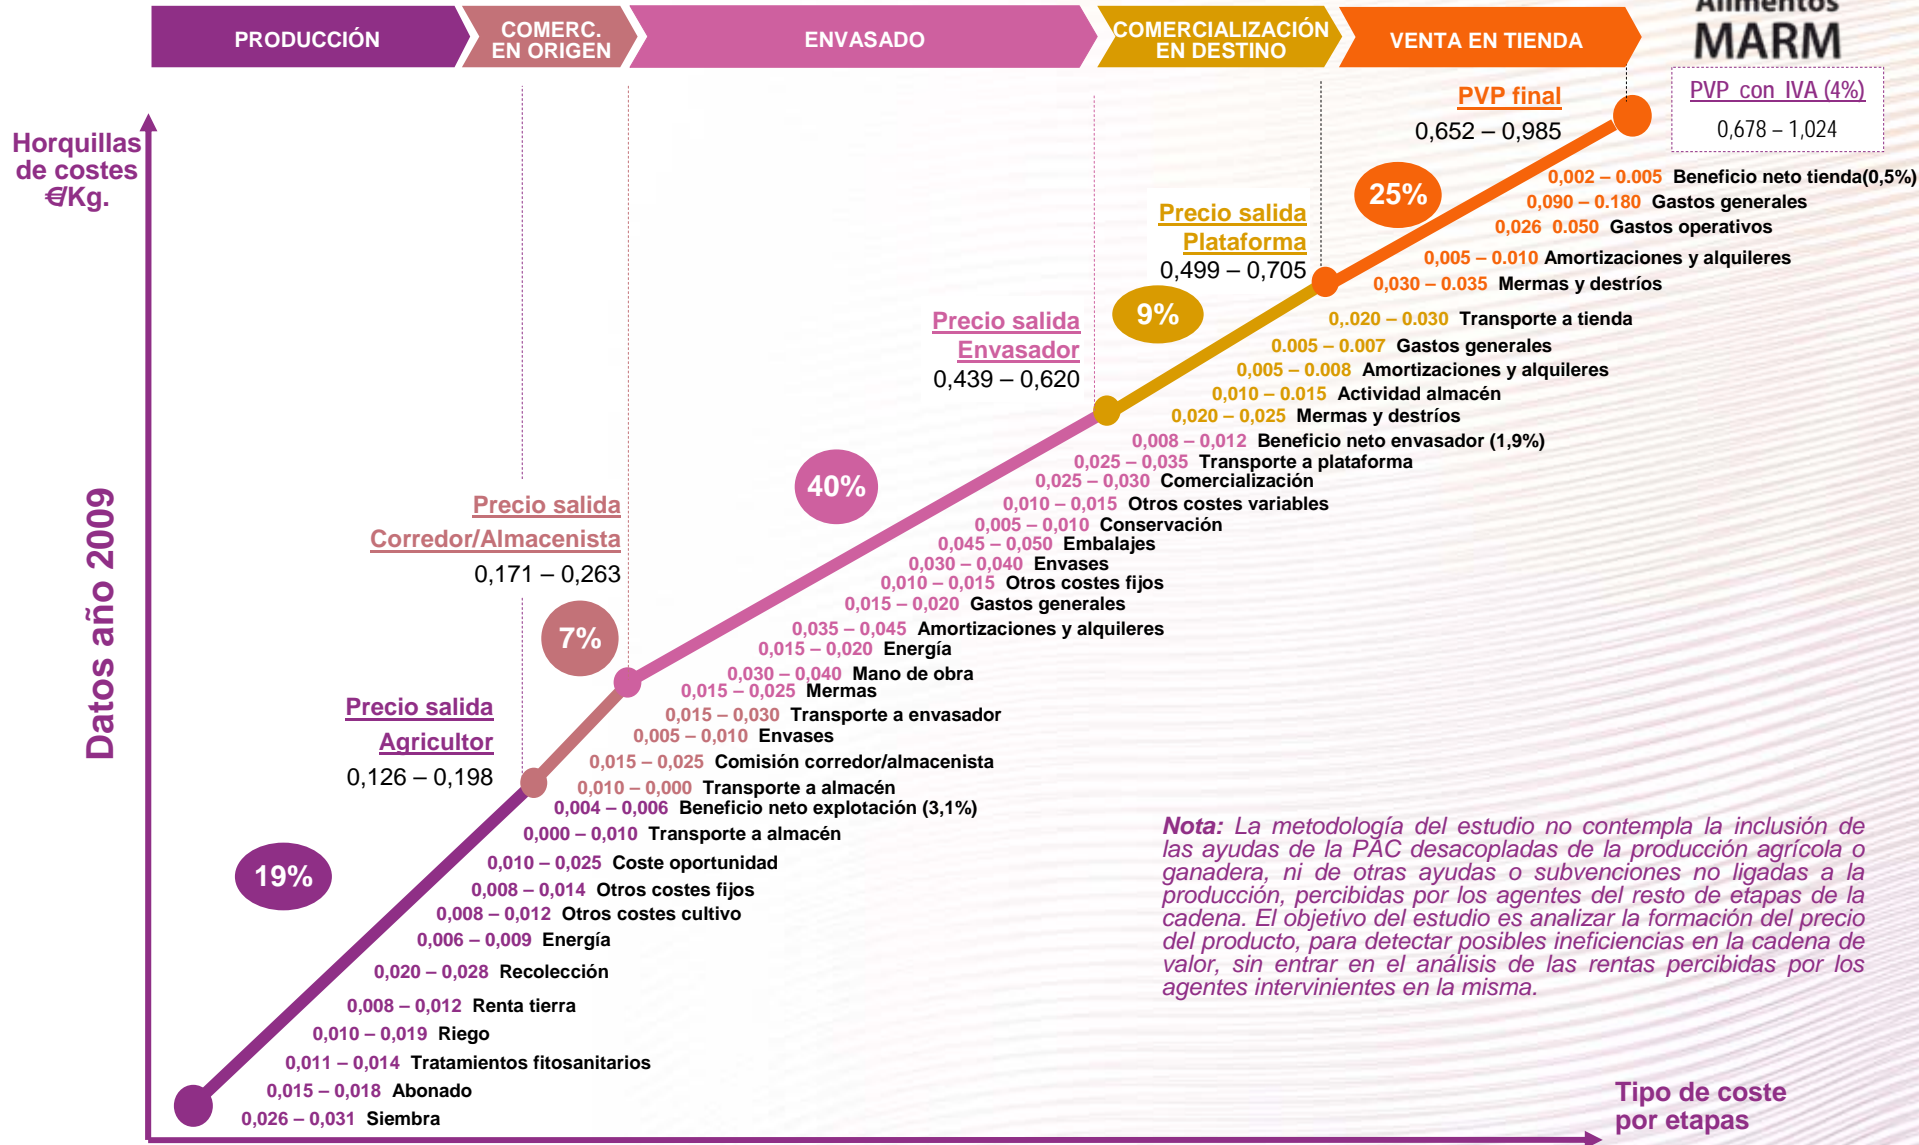 PRODUCCIÓN
COMERC.
EN ORIGEN
ENVASADO
COMERCIALIZACIÓN
EN DESTINO
VENTA EN TIENDA
Alimentos
MARM
PVP con IVA (4%)
0,678 – 1,024
Horquillas
de costes
€/Kg.
Datos año 2009
PVP final
0,652 – 0,985
25%
0,002 – 0.005 Beneficio neto tienda(0,5%)
0,090 – 0.180 Gastos generales
0,026 0.050 Gastos operativos
0,005 – 0.010 Amortizaciones y alquileres
0,030 – 0.035 Mermas y destríos
Precio salida
Plataforma
0,499 – 0,705
9%
0,.020 – 0.030 Transporte a tienda
0.005 – 0.007 Gastos generales
0,005 – 0.008 Amortizaciones y alquileres
0,010 – 0.015 Actividad almacén
0,020 – 0,025 Mermas y destríos
Precio salida
Envasador
0,439 – 0,620
40%
0,008 – 0,012 Beneficio neto envasador (1,9%)
0,025 – 0,035 Transporte a plataforma
0,025 – 0,030 Comercialización
0,010 – 0,015 Otros costes variables
0,005 – 0,010 Conservación
0,045 – 0,050 Embalajes
0,030 – 0,040 Envases
0,010 – 0,015 Otros costes fijos
0,015 – 0,020 Gastos generales
0,035 – 0,045 Amortizaciones y alquileres
0,015 – 0,020 Energía
0,030 – 0,040 Mano de obra
0,015 – 0,025 Mermas
Precio salida
Corredor/Almacenista
0,171 – 0,263
7%
0,015 – 0,030 Transporte a envasador
0,005 – 0,010 Envases
0,015 – 0,025 Comisión corredor/almacenista
0,010 – 0,000 Transporte a almacén
Precio salida
Agricultor
0,126 – 0,198
19%
0,004 – 0,006 Beneficio neto explotación (3,1%)
0,000 – 0,010 Transporte a almacén
0,010 – 0,025 Coste oportunidad
0,008 – 0,014 Otros costes fijos
0,008 – 0,012 Otros costes cultivo
0,006 – 0,009 Energía
0,020 – 0,028 Recolección
0,008 – 0,012 Renta tierra
0,010 – 0,019 Riego
0,011 – 0,014 Tratamientos fitosanitarios
0,015 – 0,018 Abonado
0,026 – 0,031 Siembra
Nota: La metodología del estudio no contempla la inclusión de
las ayudas de la PAC desacopladas de la producción agrícola o
ganadera, ni de otras ayudas o subvenciones no ligadas a la
producción, percibidas por los agentes del resto de etapas de la
cadena. El objetivo del estudio es analizar la formación del precio
del producto, para detectar posibles ineficiencias en la cadena de
valor, sin entrar en el análisis de las rentas percibidas por los
agentes intervinientes en la misma.
Tipo de coste
por etapas